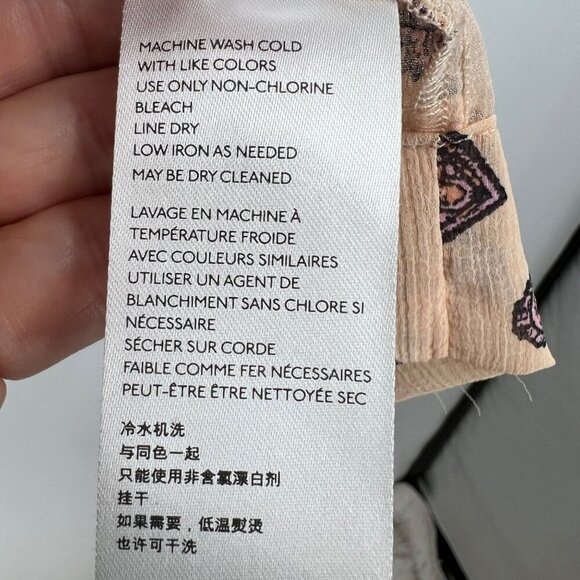 MACHINE WASH COLD
WITH LIKE COLORS
USE ONLY NON-CHLORINE
BLEACH
LINE DRY
LOW IRON AS NEEDED
MAY BE DRY CLEANED
LAVAGE EN MACHINE À
TEMPÉRATURE FROIDE
AVEC COULEURS SIMILAIRES
UTILISER UN AGENT DE
BLANCHIMENT SANS CHLORE SI
NÉCESSAIRE
SÉCHER SUR CORDE
FAIBLE COMME FER NÉCESSAIRES
PEUT-ÊTRE ÊTRE NETTOYÉE SEC
冷水机洗
与同色一起
只能使用非含氯漂白剂
挂干
如果需要，低温熨烫
也许可干洗